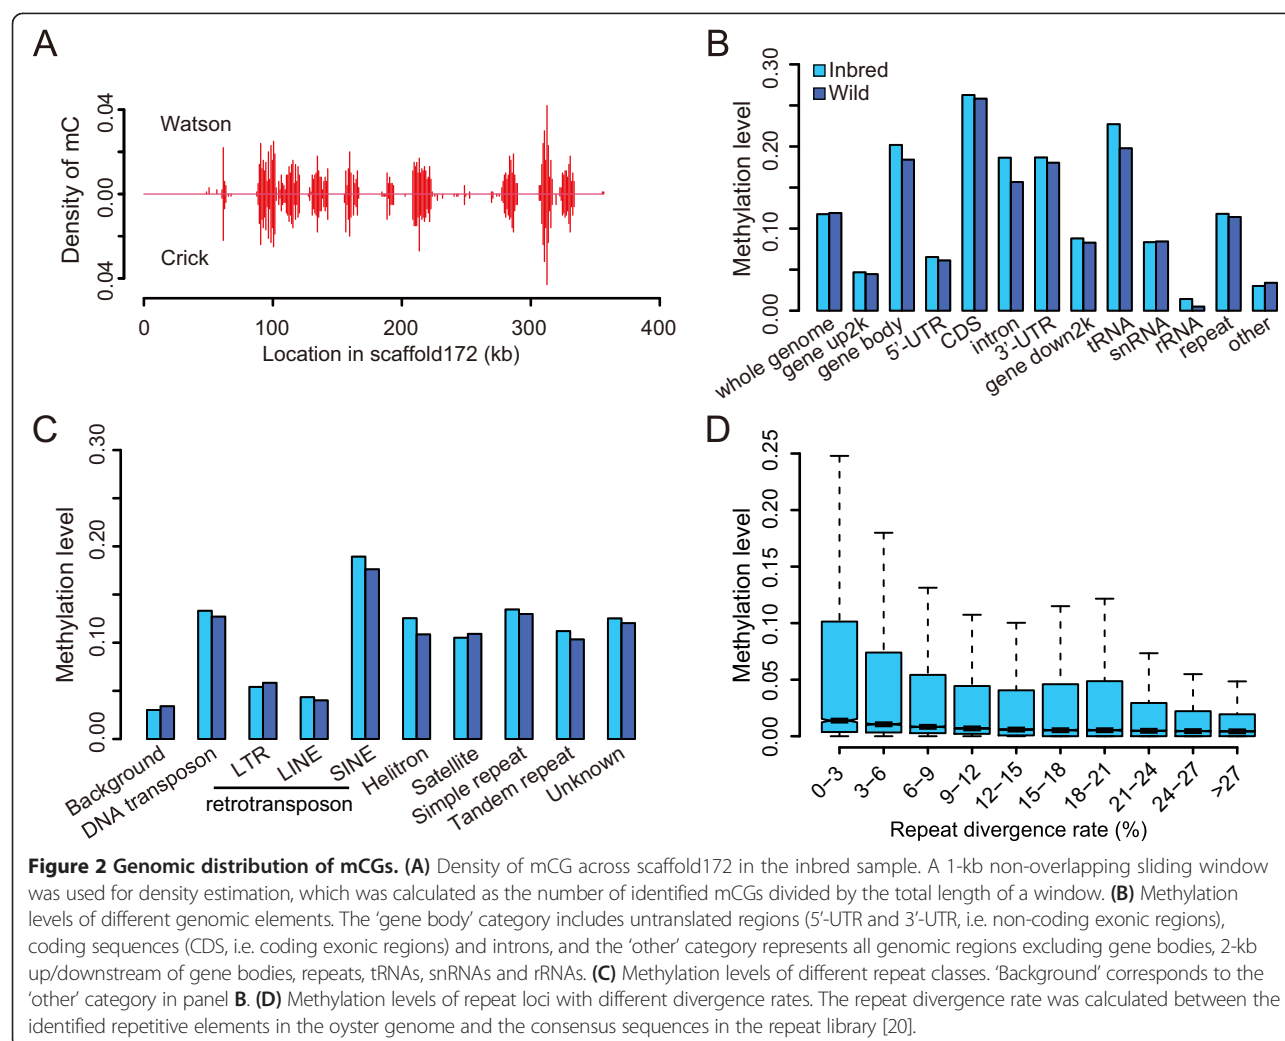 A
Density of mC
0.04
0.00
0.04
Watson
Crick
0
100
200
300
400
Location in scaffold172 (kb)
B
Methylation level
0.30
0.20
0.10
0.00
Inbred
Wild
whole genome
gene up2k
gene body
5'-UTR
CDS
intron
3'-UTR
gene down2k
tRNA
snRNA
rRNA
repeat
other
C
Methylation level
0.30
0.20
0.10
0.00
Background
DNA transposon
LTR
LINE
SINE
retrotransposon
Helitron
Satellite
Simple repeat
Tandem repeat
Unknown
D
Methylation level
0.25
0.20
0.15
0.10
0.05
0.00
0–3
3–6
6–9
9–12
12–15
15–18
18–21
21–24
24–27
>27
Repeat divergence rate (%)
Figure 2 Genomic distribution of mCGs. (A) Density of mCG across scaffold172 in the inbred sample. A 1-kb non-overlapping sliding window
was used for density estimation, which was calculated as the number of identified mCGs divided by the total length of a window. (B) Methylation
levels of different genomic elements. The ‘gene body’ category includes untranslated regions (5′-UTR and 3′-UTR, i.e. non-coding exonic regions),
coding sequences (CDS, i.e. coding exonic regions) and introns, and the ‘other’ category represents all genomic regions excluding gene bodies, 2-kb
up/downstream of gene bodies, repeats, tRNAs, snRNAs and rRNAs. (C) Methylation levels of different repeat classes. ‘Background’ corresponds to the
‘other’ category in panel B. (D) Methylation levels of repeat loci with different divergence rates. The repeat divergence rate was calculated between the
identified repetitive elements in the oyster genome and the consensus sequences in the repeat library [20].